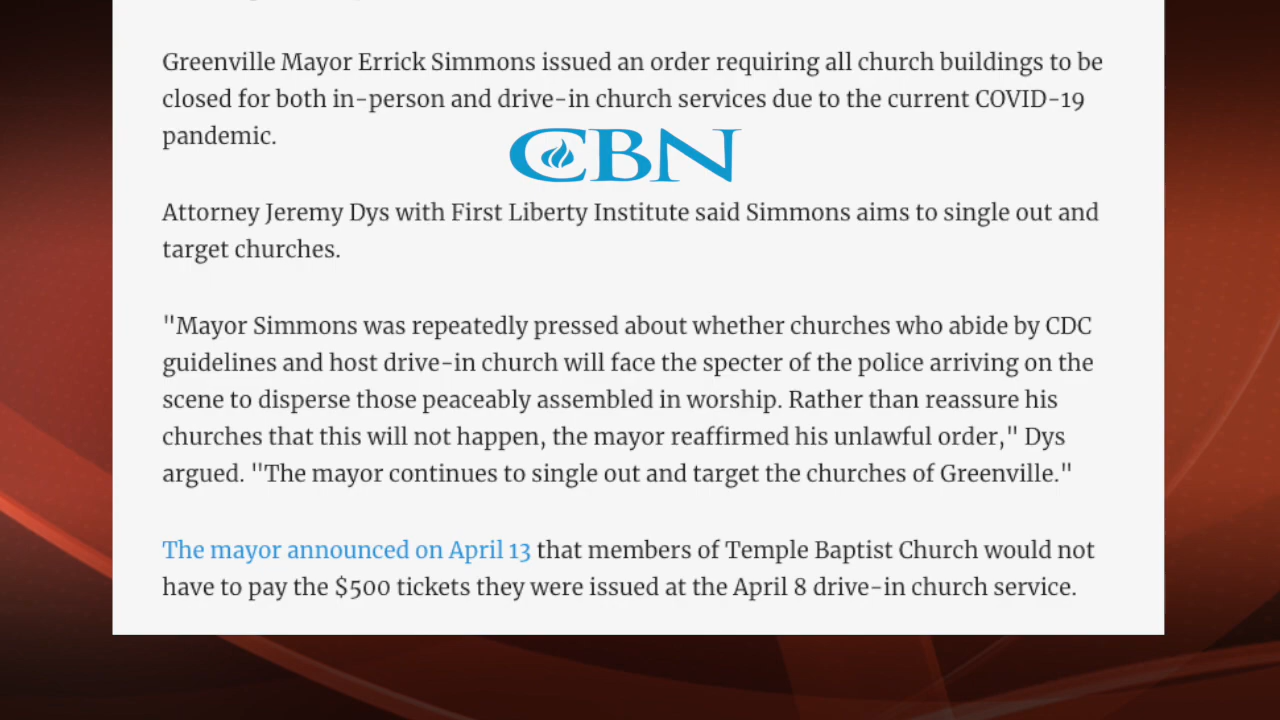 Greenville Mayor Errick Simmons issued an order requiring all church buildings to be
closed for both in-person and drive-in church services due to the current COVID-19
pandemic.
CBN
Attorney Jeremy Dys with First Liberty Institute said Simmons aims to single out and
target churches.
"Mayor Simmons was repeatedly pressed about whether churches who abide by CDC
guidelines and host drive-in church will face the specter of the police arriving on the
scene to disperse those peaceably assembled in worship. Rather than reassure his
churches that this will not happen, the mayor reaffirmed his unlawful order," Dys
argued. "The mayor continues to single out and target the churches of Greenville."
The mayor announced on April 13 that members of Temple Baptist Church would not
have to pay the $500 tickets they were issued at the April 8 drive-in church service.